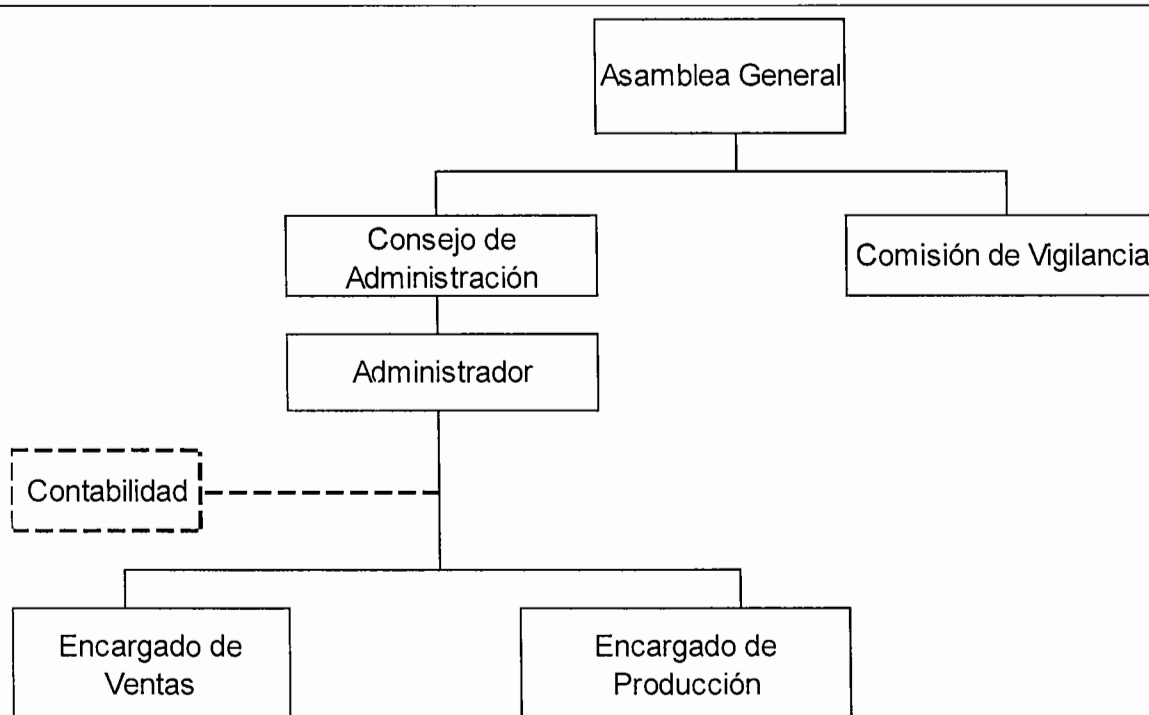 Asamblea General
Consejo de
Administración
Comisión de Vigilancia
Administrador
Contabilidad
Encargado de
Ventas
Encargado de
Producción